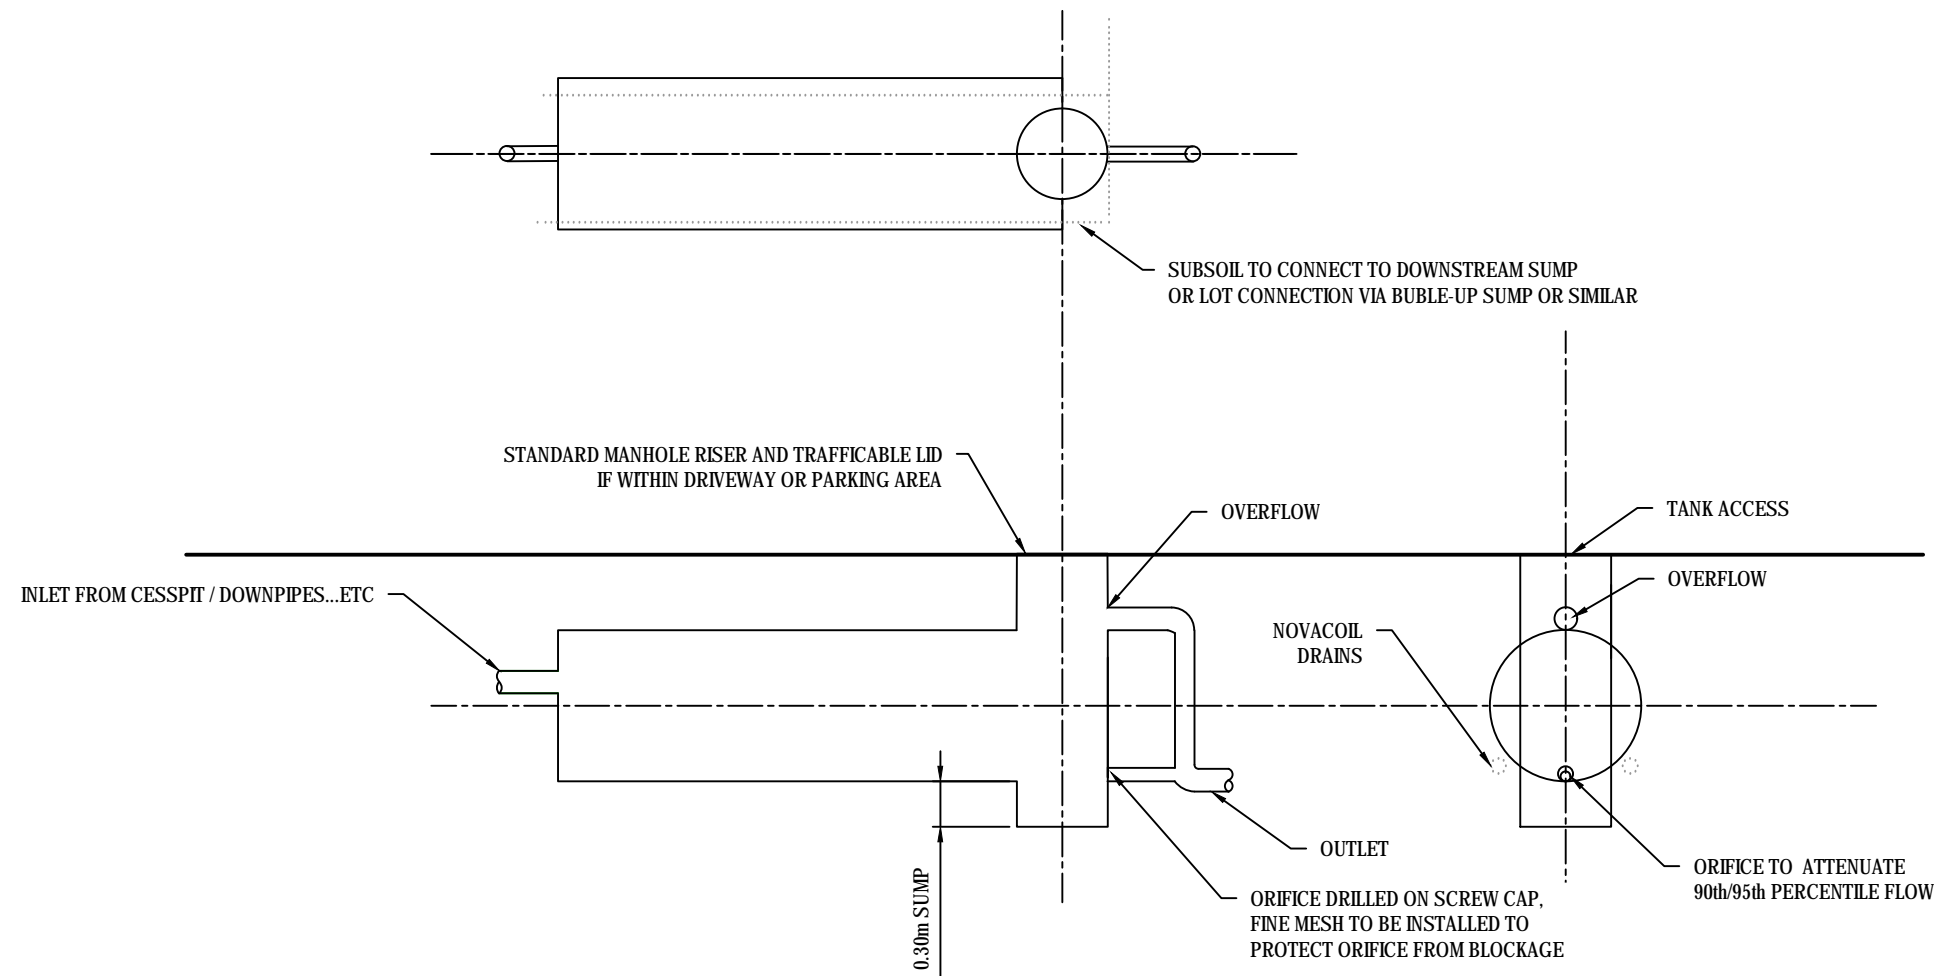 SUBSOIL TO CONNECT TO DOWNSTREAM SUMP
OR LOT CONNECTION VIA BUBLE-UP SUMP OR SIMILAR
STANDARD MANHOLE RISER AND TRAFFICABLE LID
IF WITHIN DRIVEWAY OR PARKING AREA
OVERFLOW
TANK ACCESS
INLET FROM CESSPIT / DOWNPIPES...ETC
OVERFLOW
NOVACOIL
DRAINS
OUTLET
ORIFICE TO ATTENUATE
90th/95th PERCENTILE FLOW
0.30m SUMP
ORIFICE DRILLED ON SCREW CAP,
FINE MESH TO BE INSTALLED TO
PROTECT ORIFICE FROM BLOCKAGE